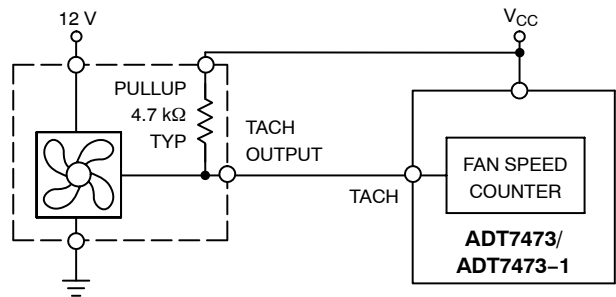 12 V
VCC
PULLUP
4.7 kΩ
TYP
TACH
OUTPUT
TACH
FAN SPEED
COUNTER
ADT7473/
ADT7473–1